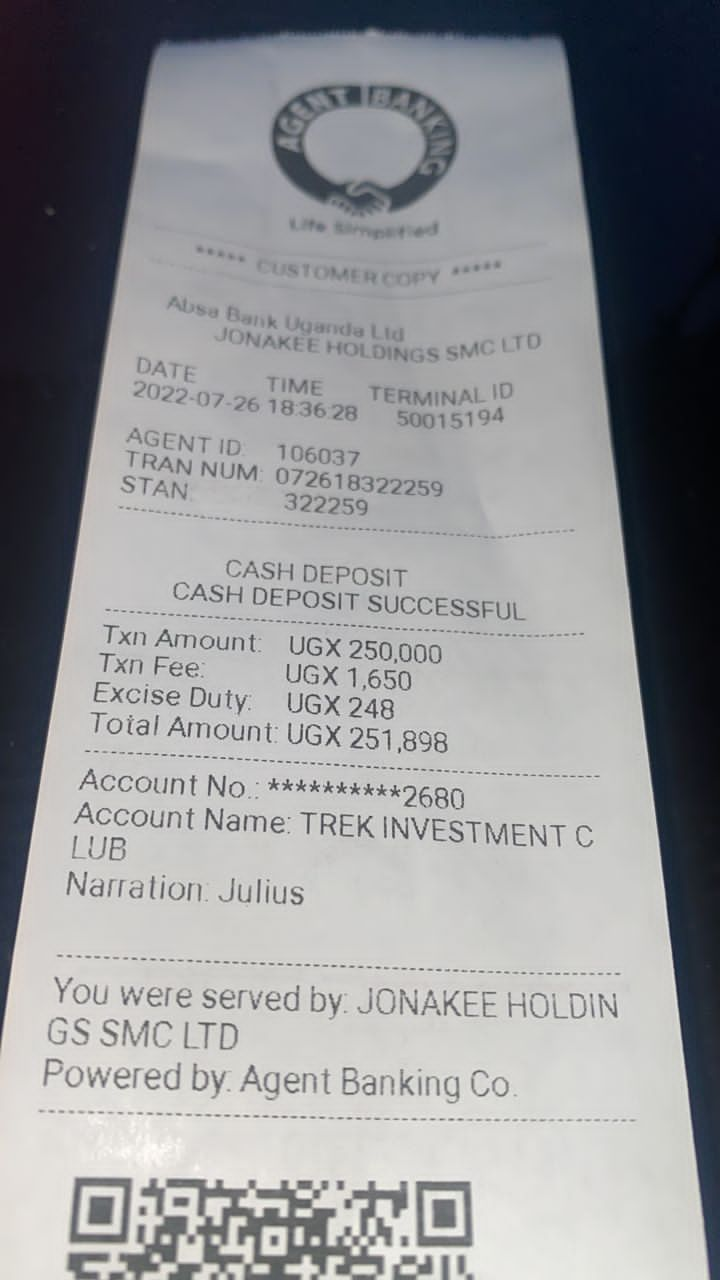 AGENT BANKING
Life Simplified
***** CUSTOMER COPY *****
Absa Bank Uganda Ltd
JONAKEE HOLDINGS SMC LTD
DATE TIME TERMINAL ID
2022-07-26 18:36:28 50015194
AGENT ID: 106037
TRAN NUM: 072618322259
STAN: 322259
CASH DEPOSIT
CASH DEPOSIT SUCCESSFUL
Txn Amount: UGX 250,000
Txn Fee: UGX 1,650
Excise Duty: UGX 248
Total Amount: UGX 251,898
Account No.: **********2680
Account Name: TREK INVESTMENT C
LUB
Narration: Julius
You were served by: JONAKEE HOLDIN
GS SMC LTD
Powered by: Agent Banking Co.